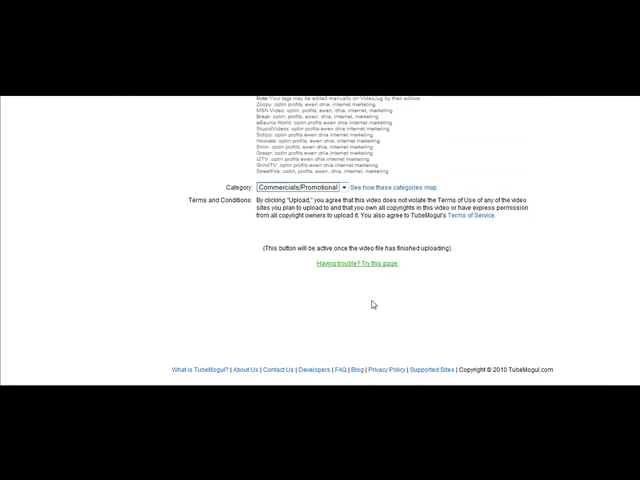 Note:Your tags may be edited manually on VideoJug by their editors
Zoopy: optin profits, ewen chia, internet marketing
MSN Video: optin, profits, ewen, chia, internet, marketing
Break: optin, profits, ewen, chia, internet, marketing
eBaums World: optin profits ewen chia internet marketing
StupidVideos: optin profits ewen chia internet marketing
Sclipo: optin profits ewen chia internet marketing
Howcast: optin profits ewen chia, internet marketing
5min: optin profits, ewen chia, internet marketing
Graspr: optin profits, ewen chia, internet marketing
iZTV: optin profits ewen chia internet marketing
GrindTV: optin profits, ewen chia, internet marketing
StreetFire: optin, profits, ewen, chia, internet, marketing
Category: Commercials/Promotional See how these categories map
Terms and Conditions: By clicking "Upload," you agree that this video does not violate the Terms of Use of any of the video
sites you plan to upload to and that you own all copyrights in this video or have express permission
from all copyright owners to upload it. You also agree to TubeMogul's Terms of Service.
(This button will be active once the video file has finished uploading).
Having trouble? Try this page.
What is TubeMogul? | About Us | Contact Us | Developers | FAQ | Blog | Privacy Policy | Supported Sites | Copyright © 2010 TubeMogul.com